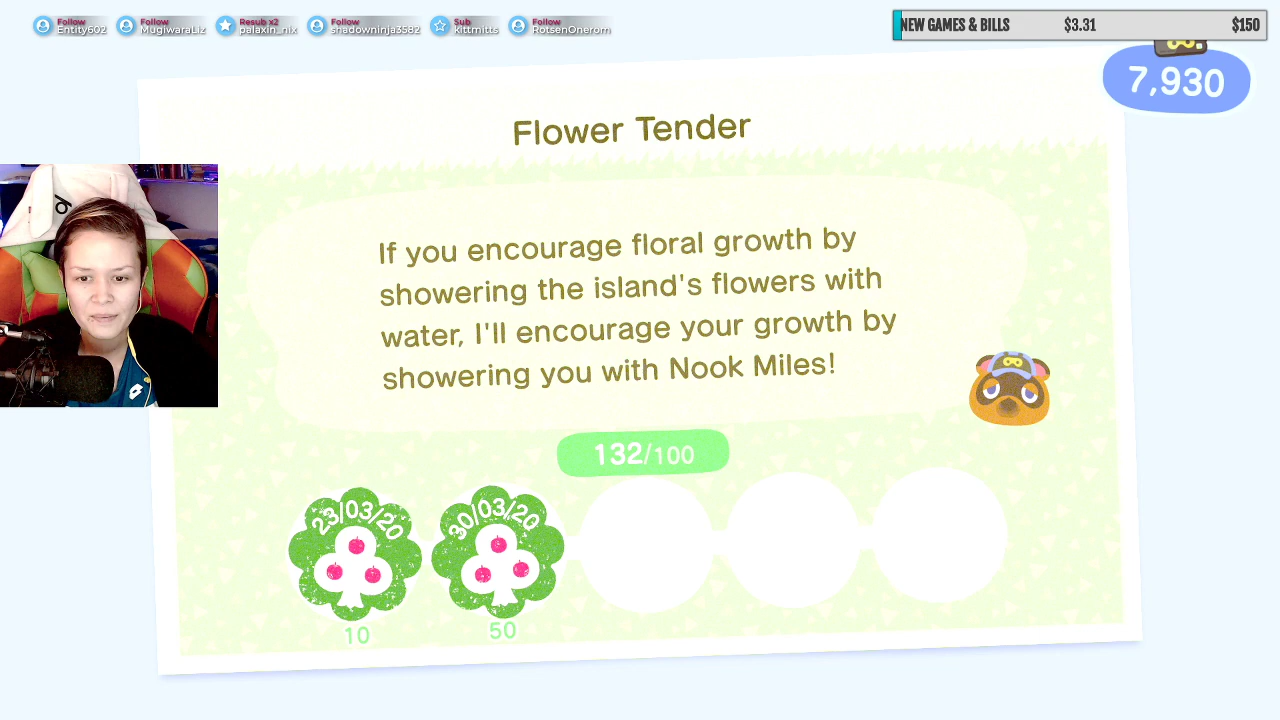 Follow
Entity602
Follow
MugiwaraLiz
Resub x2
palaxin_nix
Follow
shadowninja3582
Sub
kittmitts
Follow
RotsenOnerom
NEW GAMES & BILLS $3.31 $150
7,930
Flower Tender
If you encourage floral growth by
showering the island's flowers with
water, I'll encourage your growth by
showering you with Nook Miles!
132/100
23/03/20
30/03/20
10
50